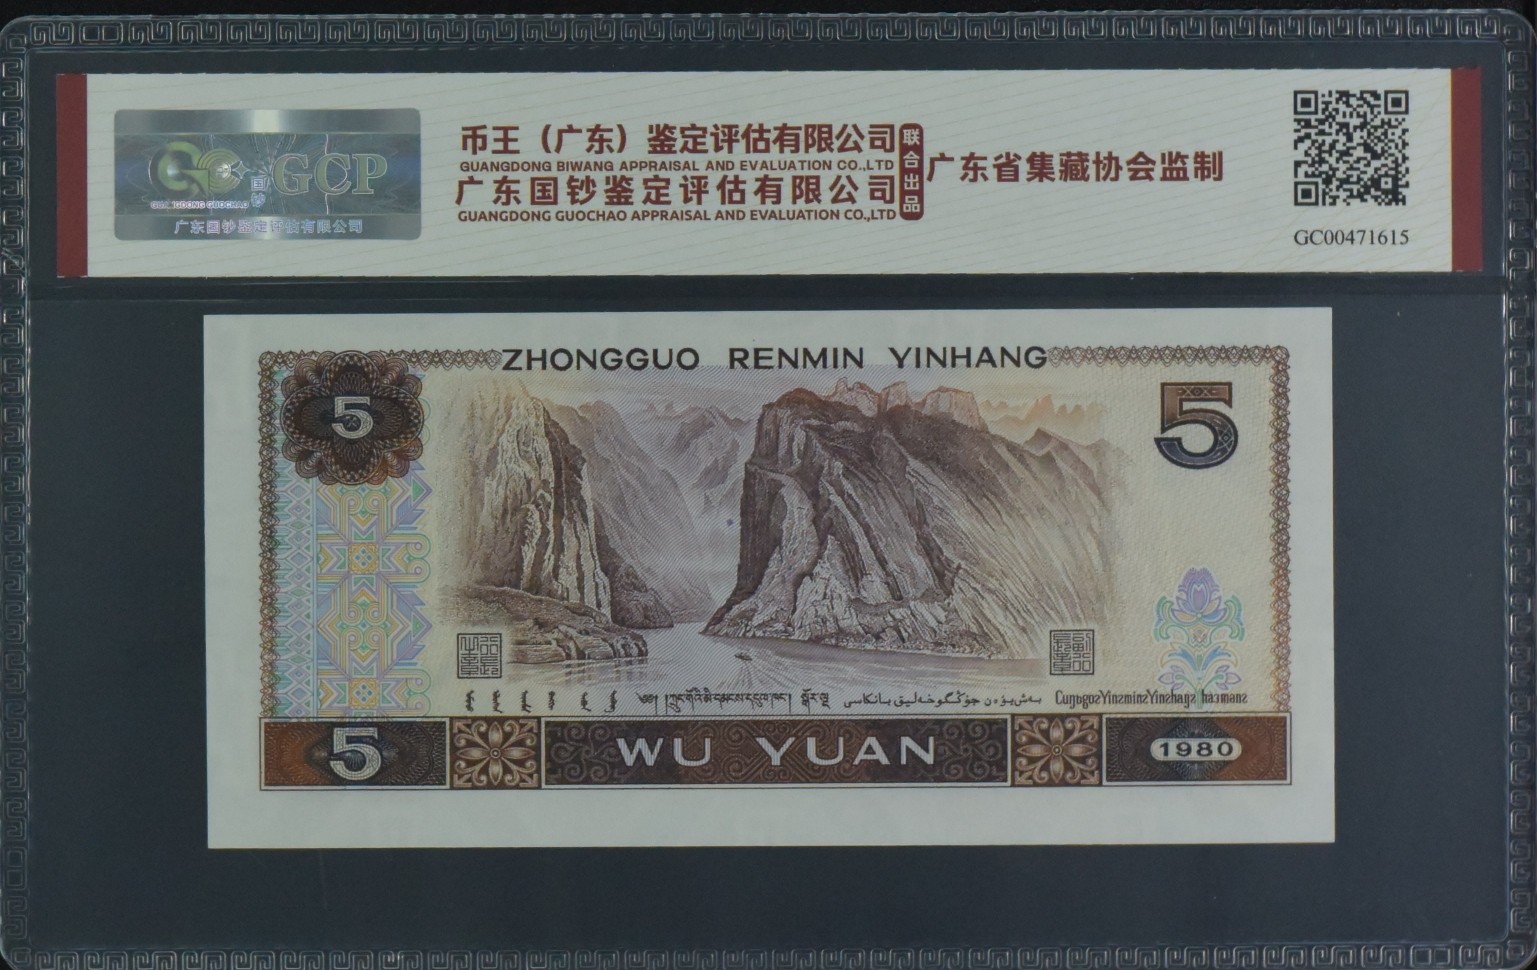 GCP
国钞
GUANGDONG GUOCHAO
广东国钞鉴定评估有限公司
币王（广东）鉴定评估有限公司
GUANGDONG BIWANG APPRAISAL AND EVALUATION CO.,LTD
广东国钞鉴定评估有限公司
GUANGDONG GUOCHAO APPRAISAL AND EVALUATION CO.,LTD
联合出品
广东省集藏协会监制
GC00471615
ZHONGGUO RENMIN YINHANG
5
5
5
WU YUAN
1980